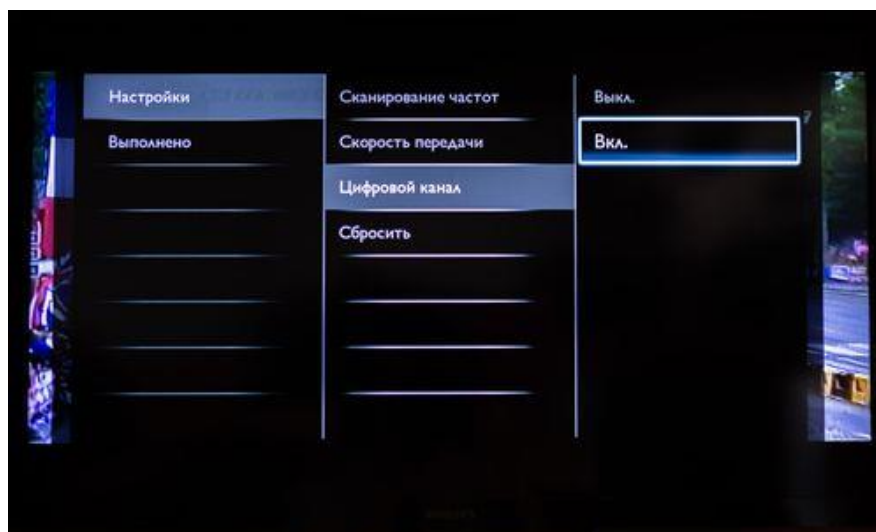 Настройки
Выполнено
Сканирование частот
Скорость передачи
Цифровой канал
Сбросить
Выкл.
Вкл.